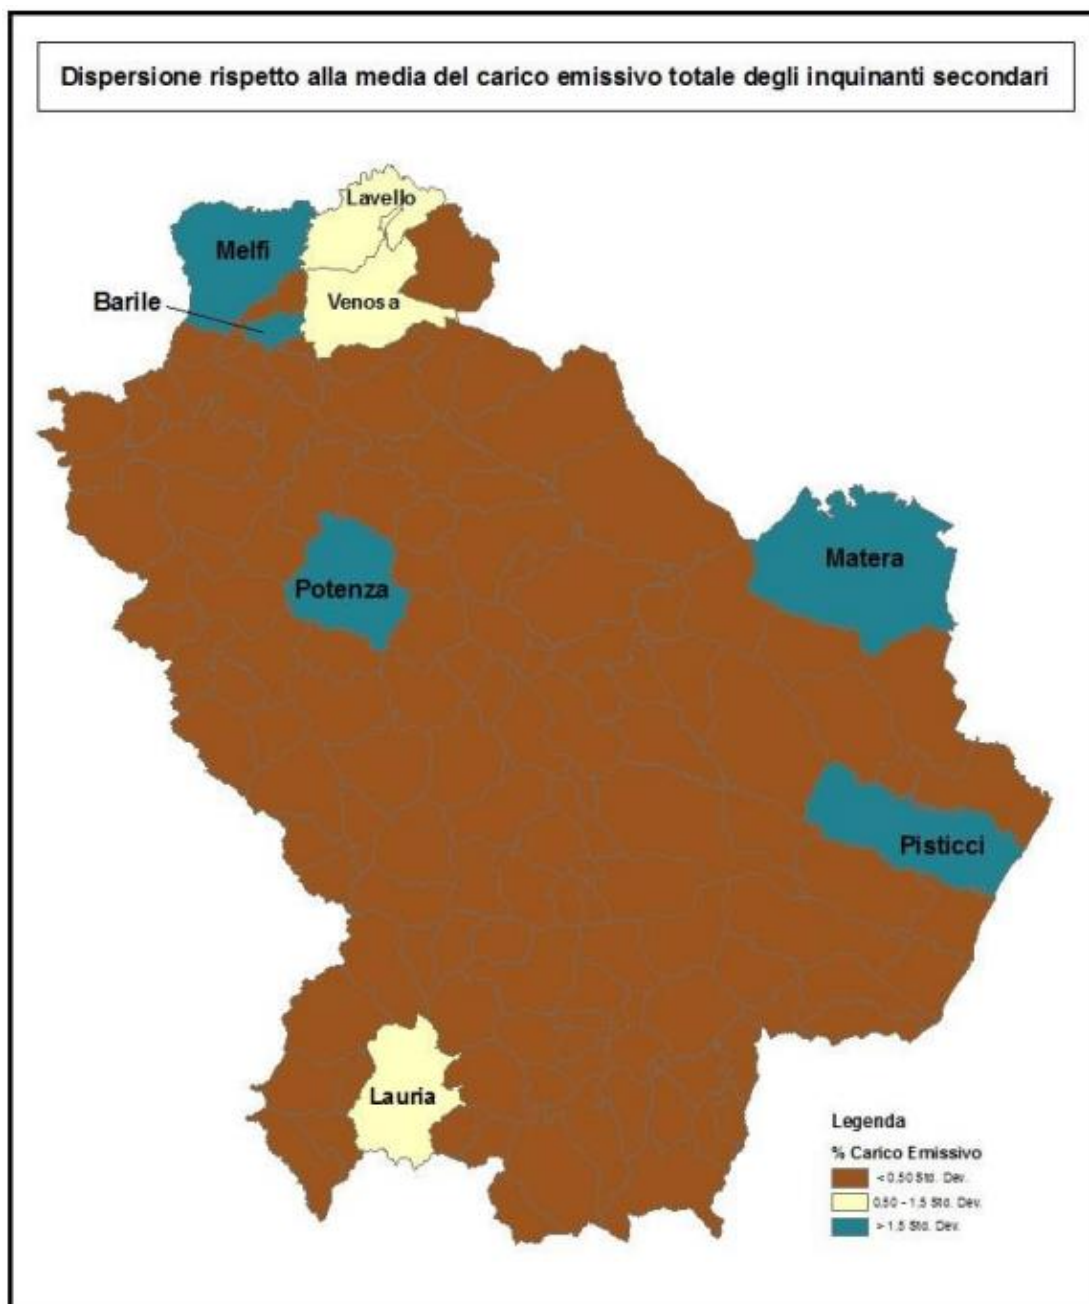 Dispersione rispetto alla media del carico emissivo totale degli inquinanti secondari
Lavello
Melfi
Barile
Venosa
Potenza
Matera
Pisticci
Lauria
Legenda
% Carico Emissivo
< 0,50 Std. Dev.
0,50 - 1,5 Std. Dev.
> 1,5 Std. Dev.